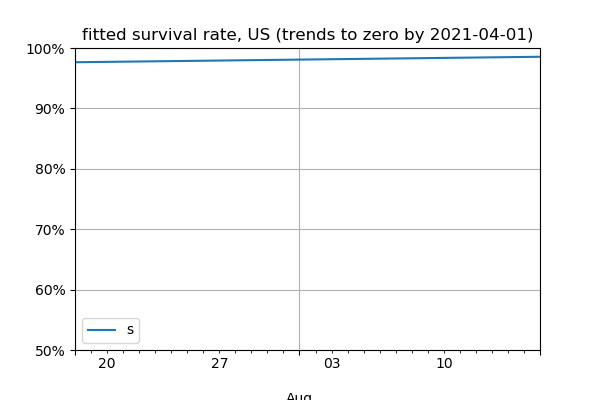 fitted survival rate, US (trends to zero by 2021-04-01)
100%
90%
80%
70%
60%
50%
s
20 27 03 10
Aug